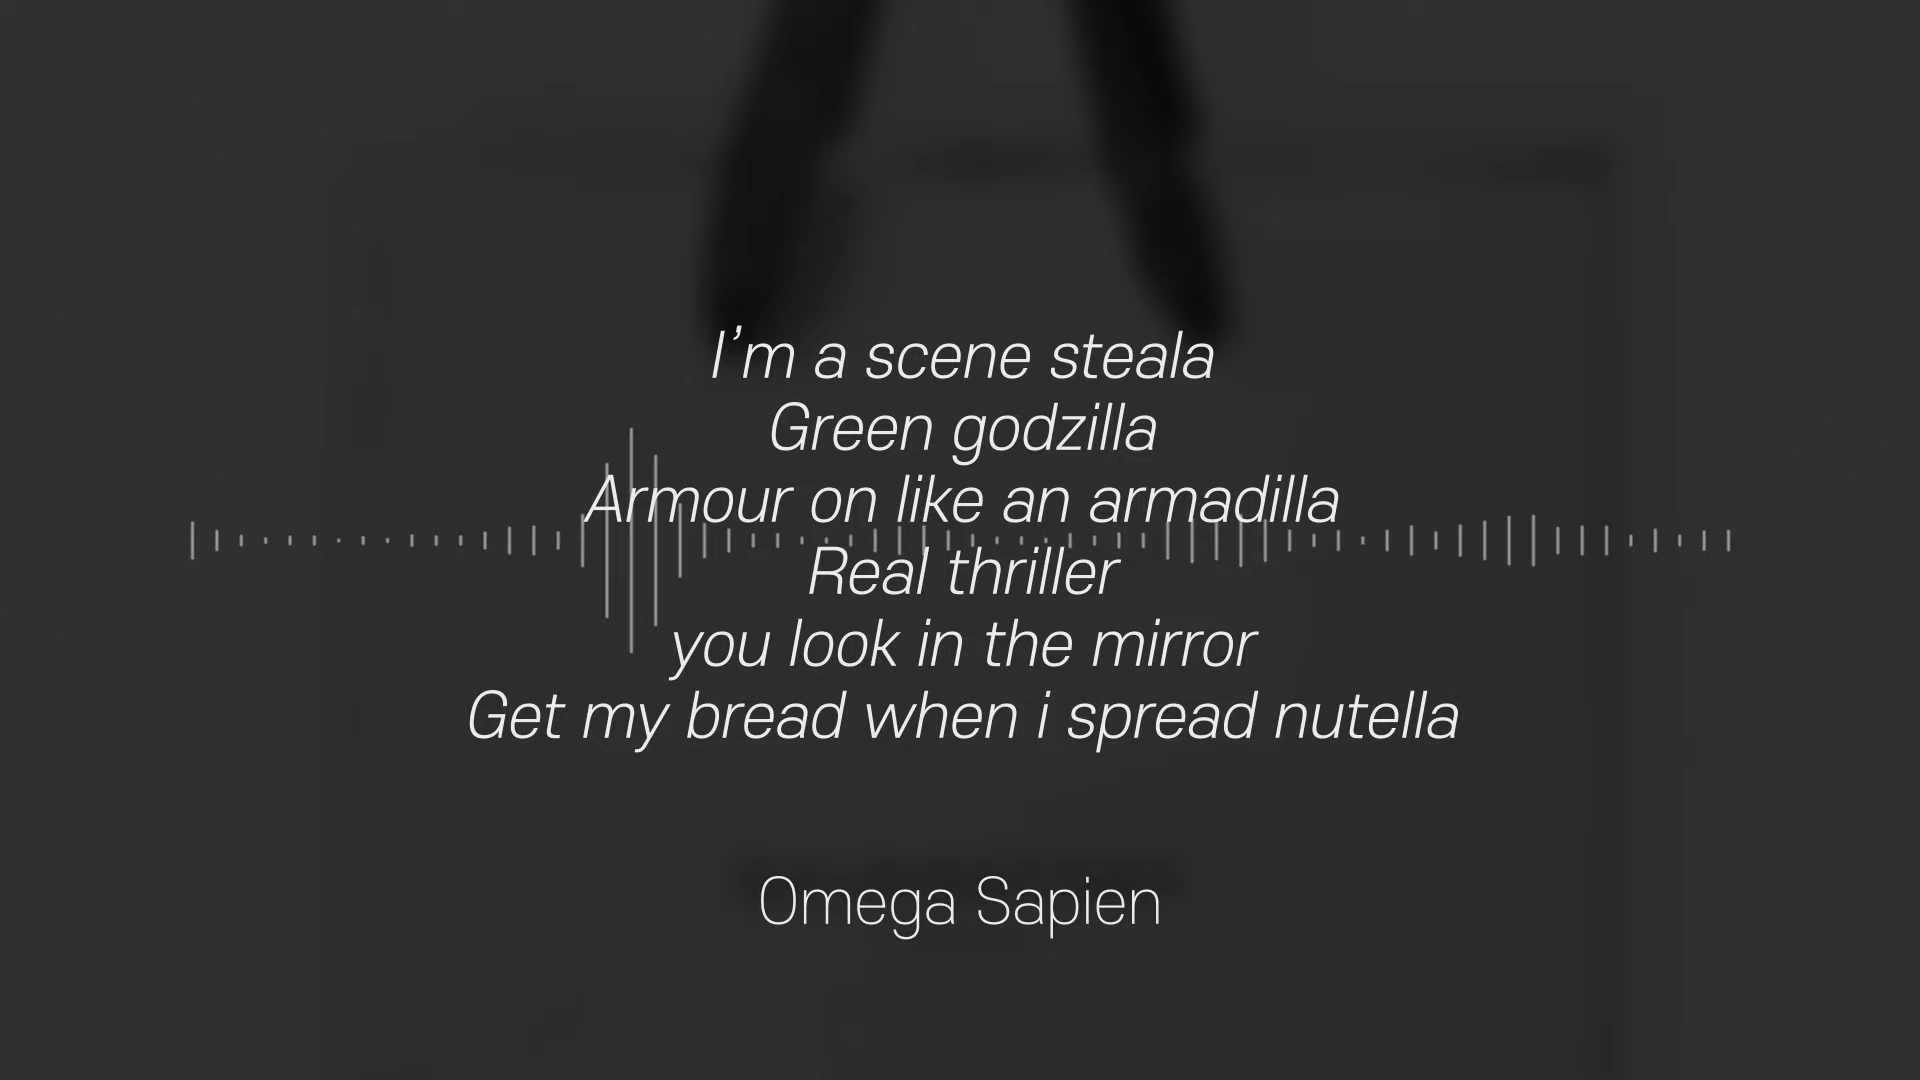 I’m a scene steala
Green godzilla
Armour on like an armadilla
Real thriller
you look in the mirror
Get my bread when i spread nutella
Omega Sapien